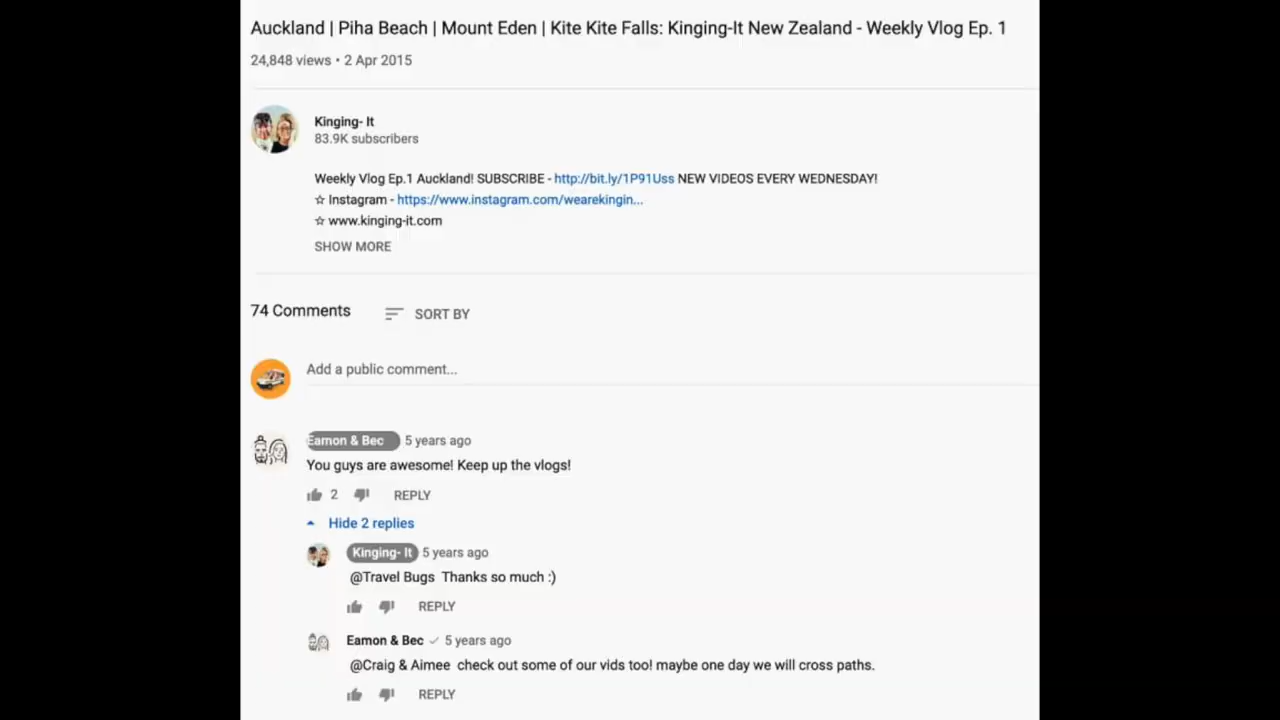 Auckland | Piha Beach | Mount Eden | Kite Kite Falls: Kinging-It New Zealand - Weekly Vlog Ep. 1
24,848 views • 2 Apr 2015
Kinging- It
83.9K subscribers
Weekly Vlog Ep.1 Auckland! SUBSCRIBE - http://bit.ly/1P91Uss NEW VIDEOS EVERY WEDNESDAY!
☆ Instagram - https://www.instagram.com/wearekingin...
☆ www.kinging-it.com
SHOW MORE
74 Comments SORT BY
Add a public comment...
Eamon & Bec 5 years ago
You guys are awesome! Keep up the vlogs!
2 REPLY
Hide 2 replies
Kinging- It 5 years ago
@Travel Bugs Thanks so much :)
REPLY
Eamon & Bec ✓ 5 years ago
@Craig & Aimee check out some of our vids too! maybe one day we will cross paths.
REPLY